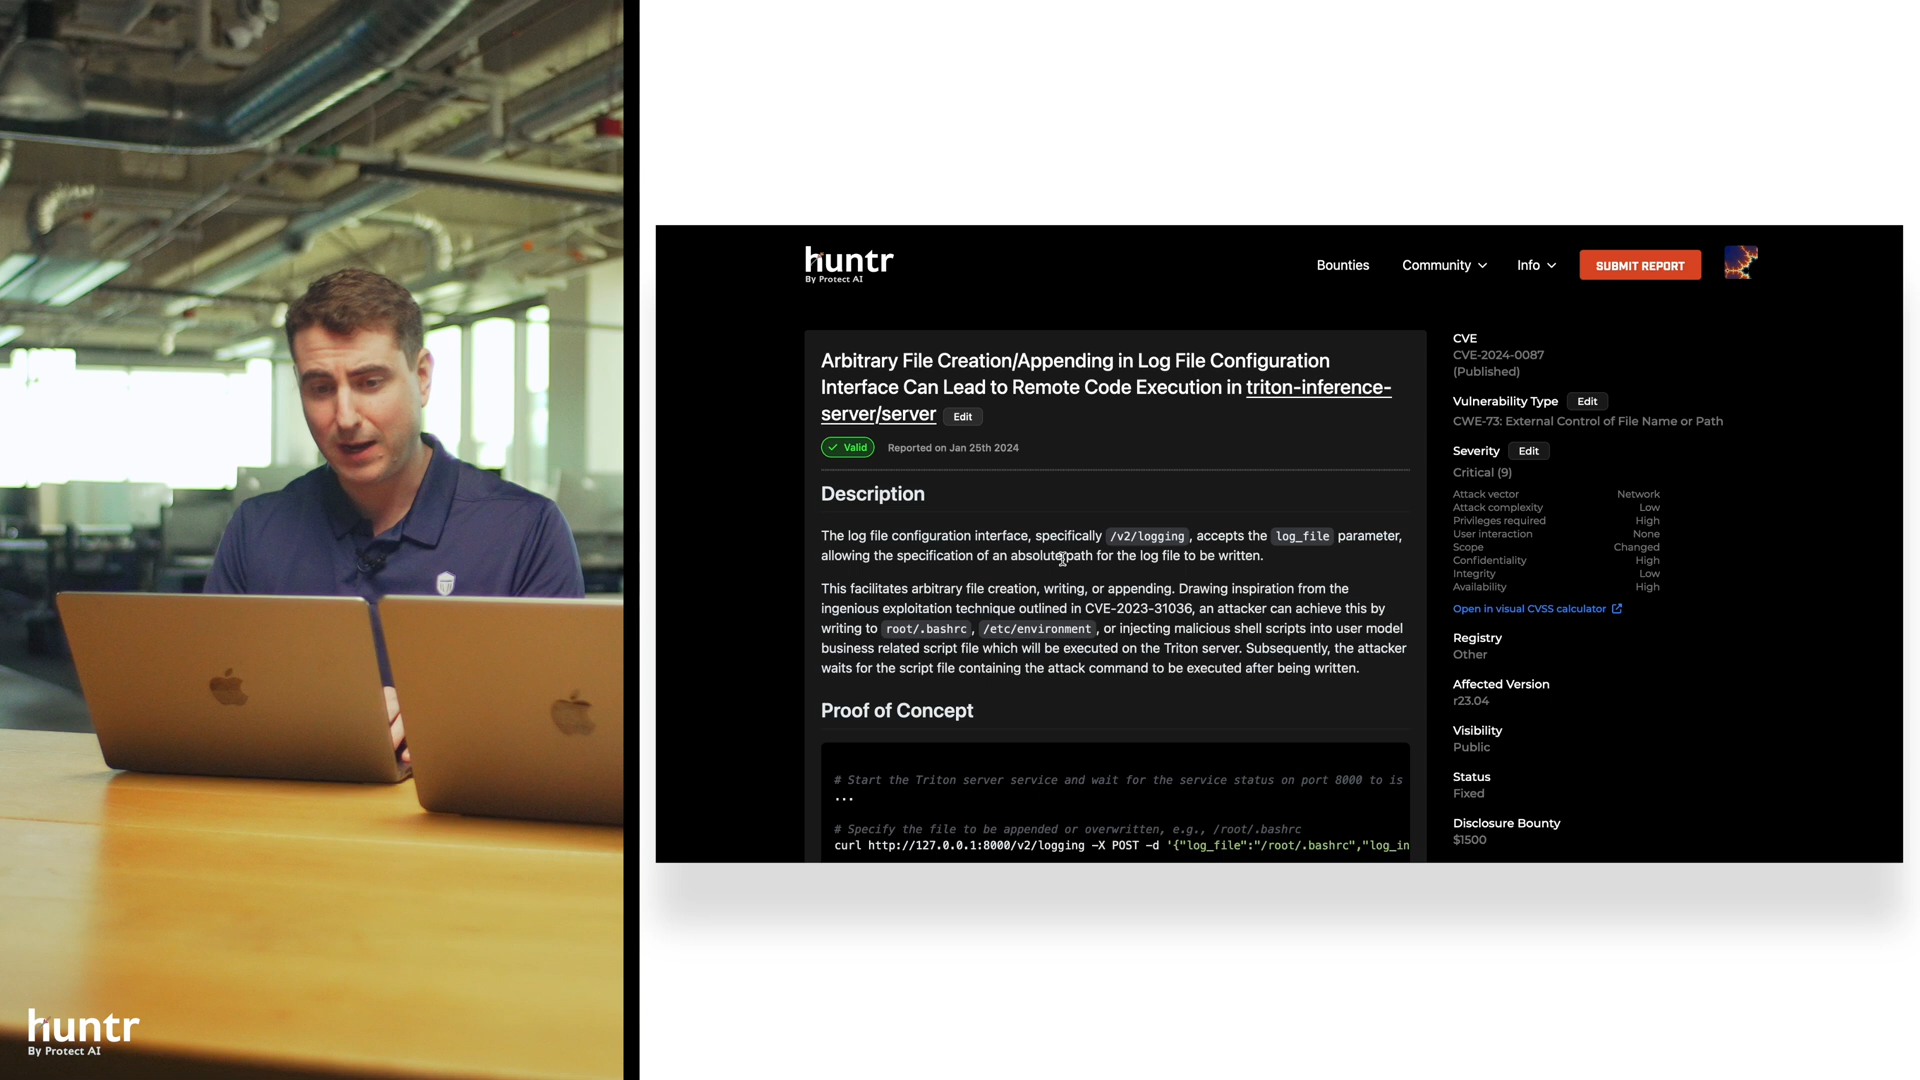 huntr
By Protect AI
huntr
By Protect AI
Bounties
Community
Info
SUBMIT REPORT
Arbitrary File Creation/Appending in Log File Configuration
Interface Can Lead to Remote Code Execution in triton-inference-
server/server
Edit
Valid
Reported on Jan 25th 2024
Description
The log file configuration interface, specifically /v2/logging, accepts the log_file parameter,
allowing the specification of an absolute path for the log file to be written.
This facilitates arbitrary file creation, writing, or appending. Drawing inspiration from the
ingenious exploitation technique outlined in CVE-2023-31036, an attacker can achieve this by
writing to root/.bashrc, /etc/environment, or injecting malicious shell scripts into user model
business related script file which will be executed on the Triton server. Subsequently, the attacker
waits for the script file containing the attack command to be executed after being written.
Proof of Concept
# Start the Triton server service and wait for the service status on port 8000 to is
...
# Specify the file to be appended or overwritten, e.g., /root/.bashrc
curl http://127.0.0.1:8000/v2/logging -X POST -d '{"log_file":"/root/.bashrc","log_in
CVE
CVE-2024-0087
(Published)
Vulnerability Type Edit
CWE-73: External Control of File Name or Path
Severity Edit
Critical (9)
Attack vector Network
Attack complexity Low
Privileges required High
User interaction None
Scope Changed
Confidentiality High
Integrity Low
Availability High
Open in visual CVSS calculator
Registry
Other
Affected Version
r23.04
Visibility
Public
Status
Fixed
Disclosure Bounty
$1500